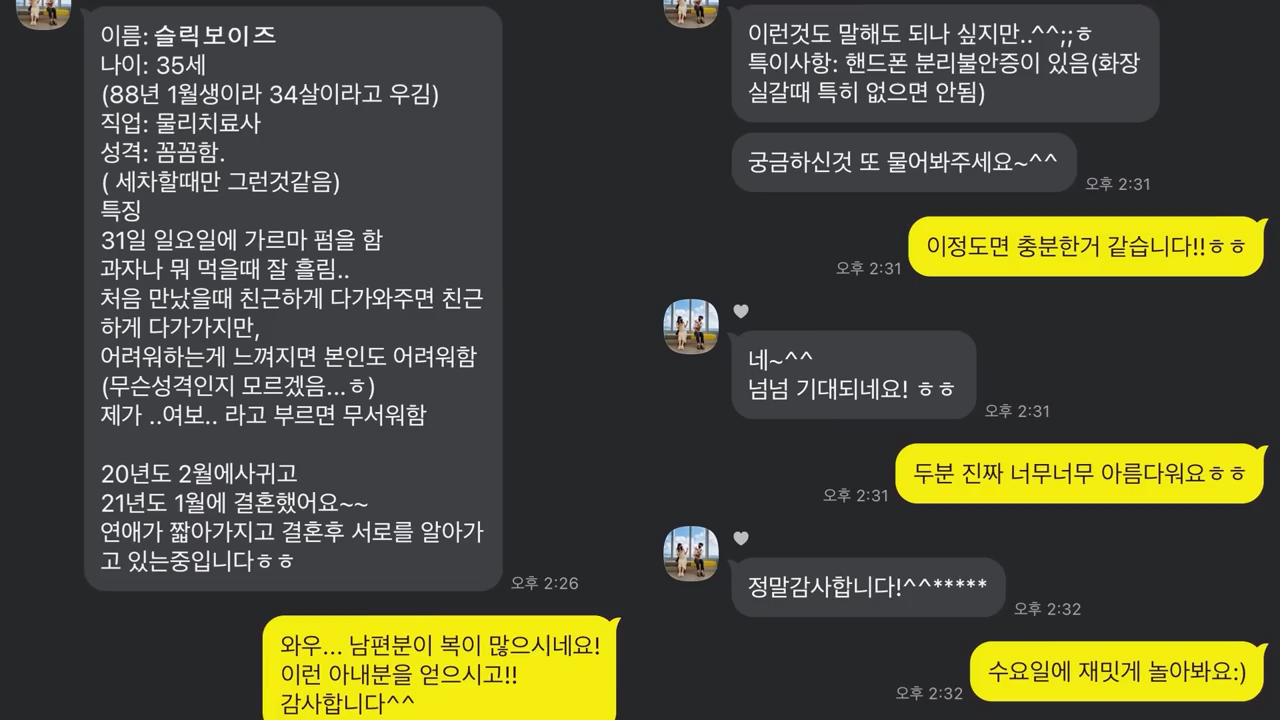 이름: 슬릭보이즈
나이: 35세
(88년 1월생이라 34살이라고 우김)
직업: 물리치료사
성격: 꼼꼼함.
( 세차할때만 그런것같음)
특징
31일 일요일에 가르마 펌을 함
과자나 뭐 먹을때 잘 흘림..
처음 만났을때 친근하게 다가와주면 친근
하게 다가가지만,
어려워하는게 느껴지면 본인도 어려워함
(무슨성격인지 모르겠음...ㅎ)
제가 ..여보.. 라고 부르면 무서워함
20년도 2월에사귀고
21년도 1월에 결혼했어요~~
연애가 짧아가지고 결혼후 서로를 알아가
고 있는중입니다ㅎㅎ
오후 2:26
와우... 남편분이 복이 많으시네요!
이런 아내분을 얻으시고!!
감사합니다^^
이런것도 말해도 되나 싶지만..^^;;ㅎ
특이사항: 핸드폰 분리불안증이 있음(화장
실갈때 특히 없으면 안됨)
궁금하신것 또 물어봐주세요~^^
오후 2:31
이정도면 충분한거 같습니다!!ㅎㅎ
오후 2:31
네~^^
넘넘 기대되네요! ㅎㅎ
오후 2:31
두분 진짜 너무너무 아름다워요ㅎㅎ
오후 2:31
정말감사합니다!^^*****
오후 2:32
수요일에 재밋게 놀아봐요:)
오후 2:32